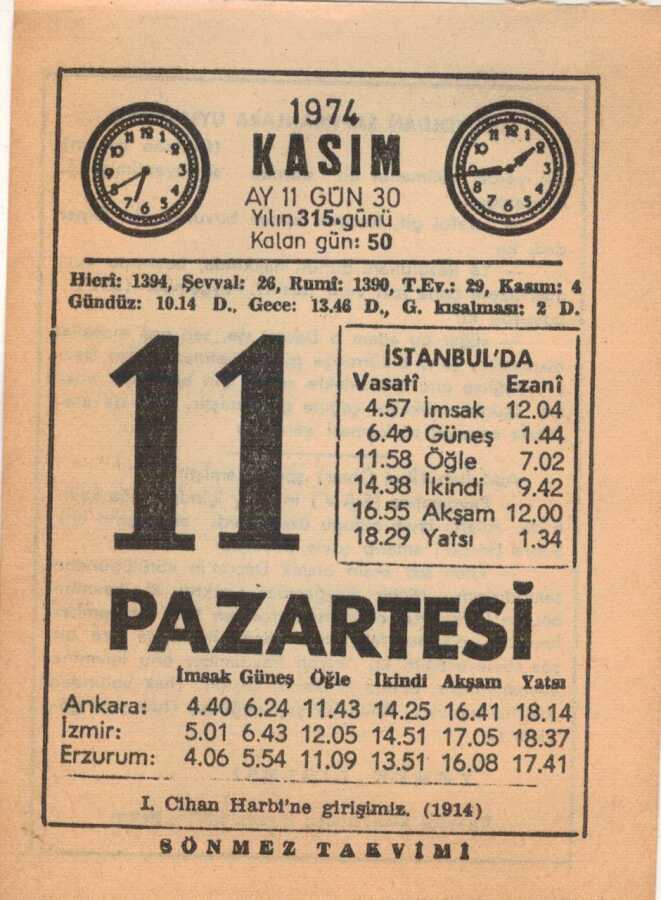 1974
KASIM
AY 11 GÜN 30
Yılın 315. günü
Kalan gün: 50
Hicrî: 1394, Şevval: 26, Rumî: 1390, T.Ev.: 29, Kasım: 4
Gündüz: 10.14 D., Gece: 13.46 D., G. kısalması: 2 D.
11
İSTANBUL'DA
Vasatî Ezanî
4.57 İmsak 12.04
6.40 Güneş 1.44
11.58 Öğle 7.02
14.38 İkindi 9.42
16.55 Akşam 12.00
18.29 Yatsı 1.34
PAZARTESİ
İmsak Güneş Öğle İkindi Akşam Yatsı
Ankara: 4.40 6.24 11.43 14.25 16.41 18.14
İzmir: 5.01 6.43 12.05 14.51 17.05 18.37
Erzurum: 4.06 5.54 11.09 13.51 16.08 17.41
I. Cihan Harbi'ne girişimiz. (1914)
SÖNMEZ TAKVİMİ